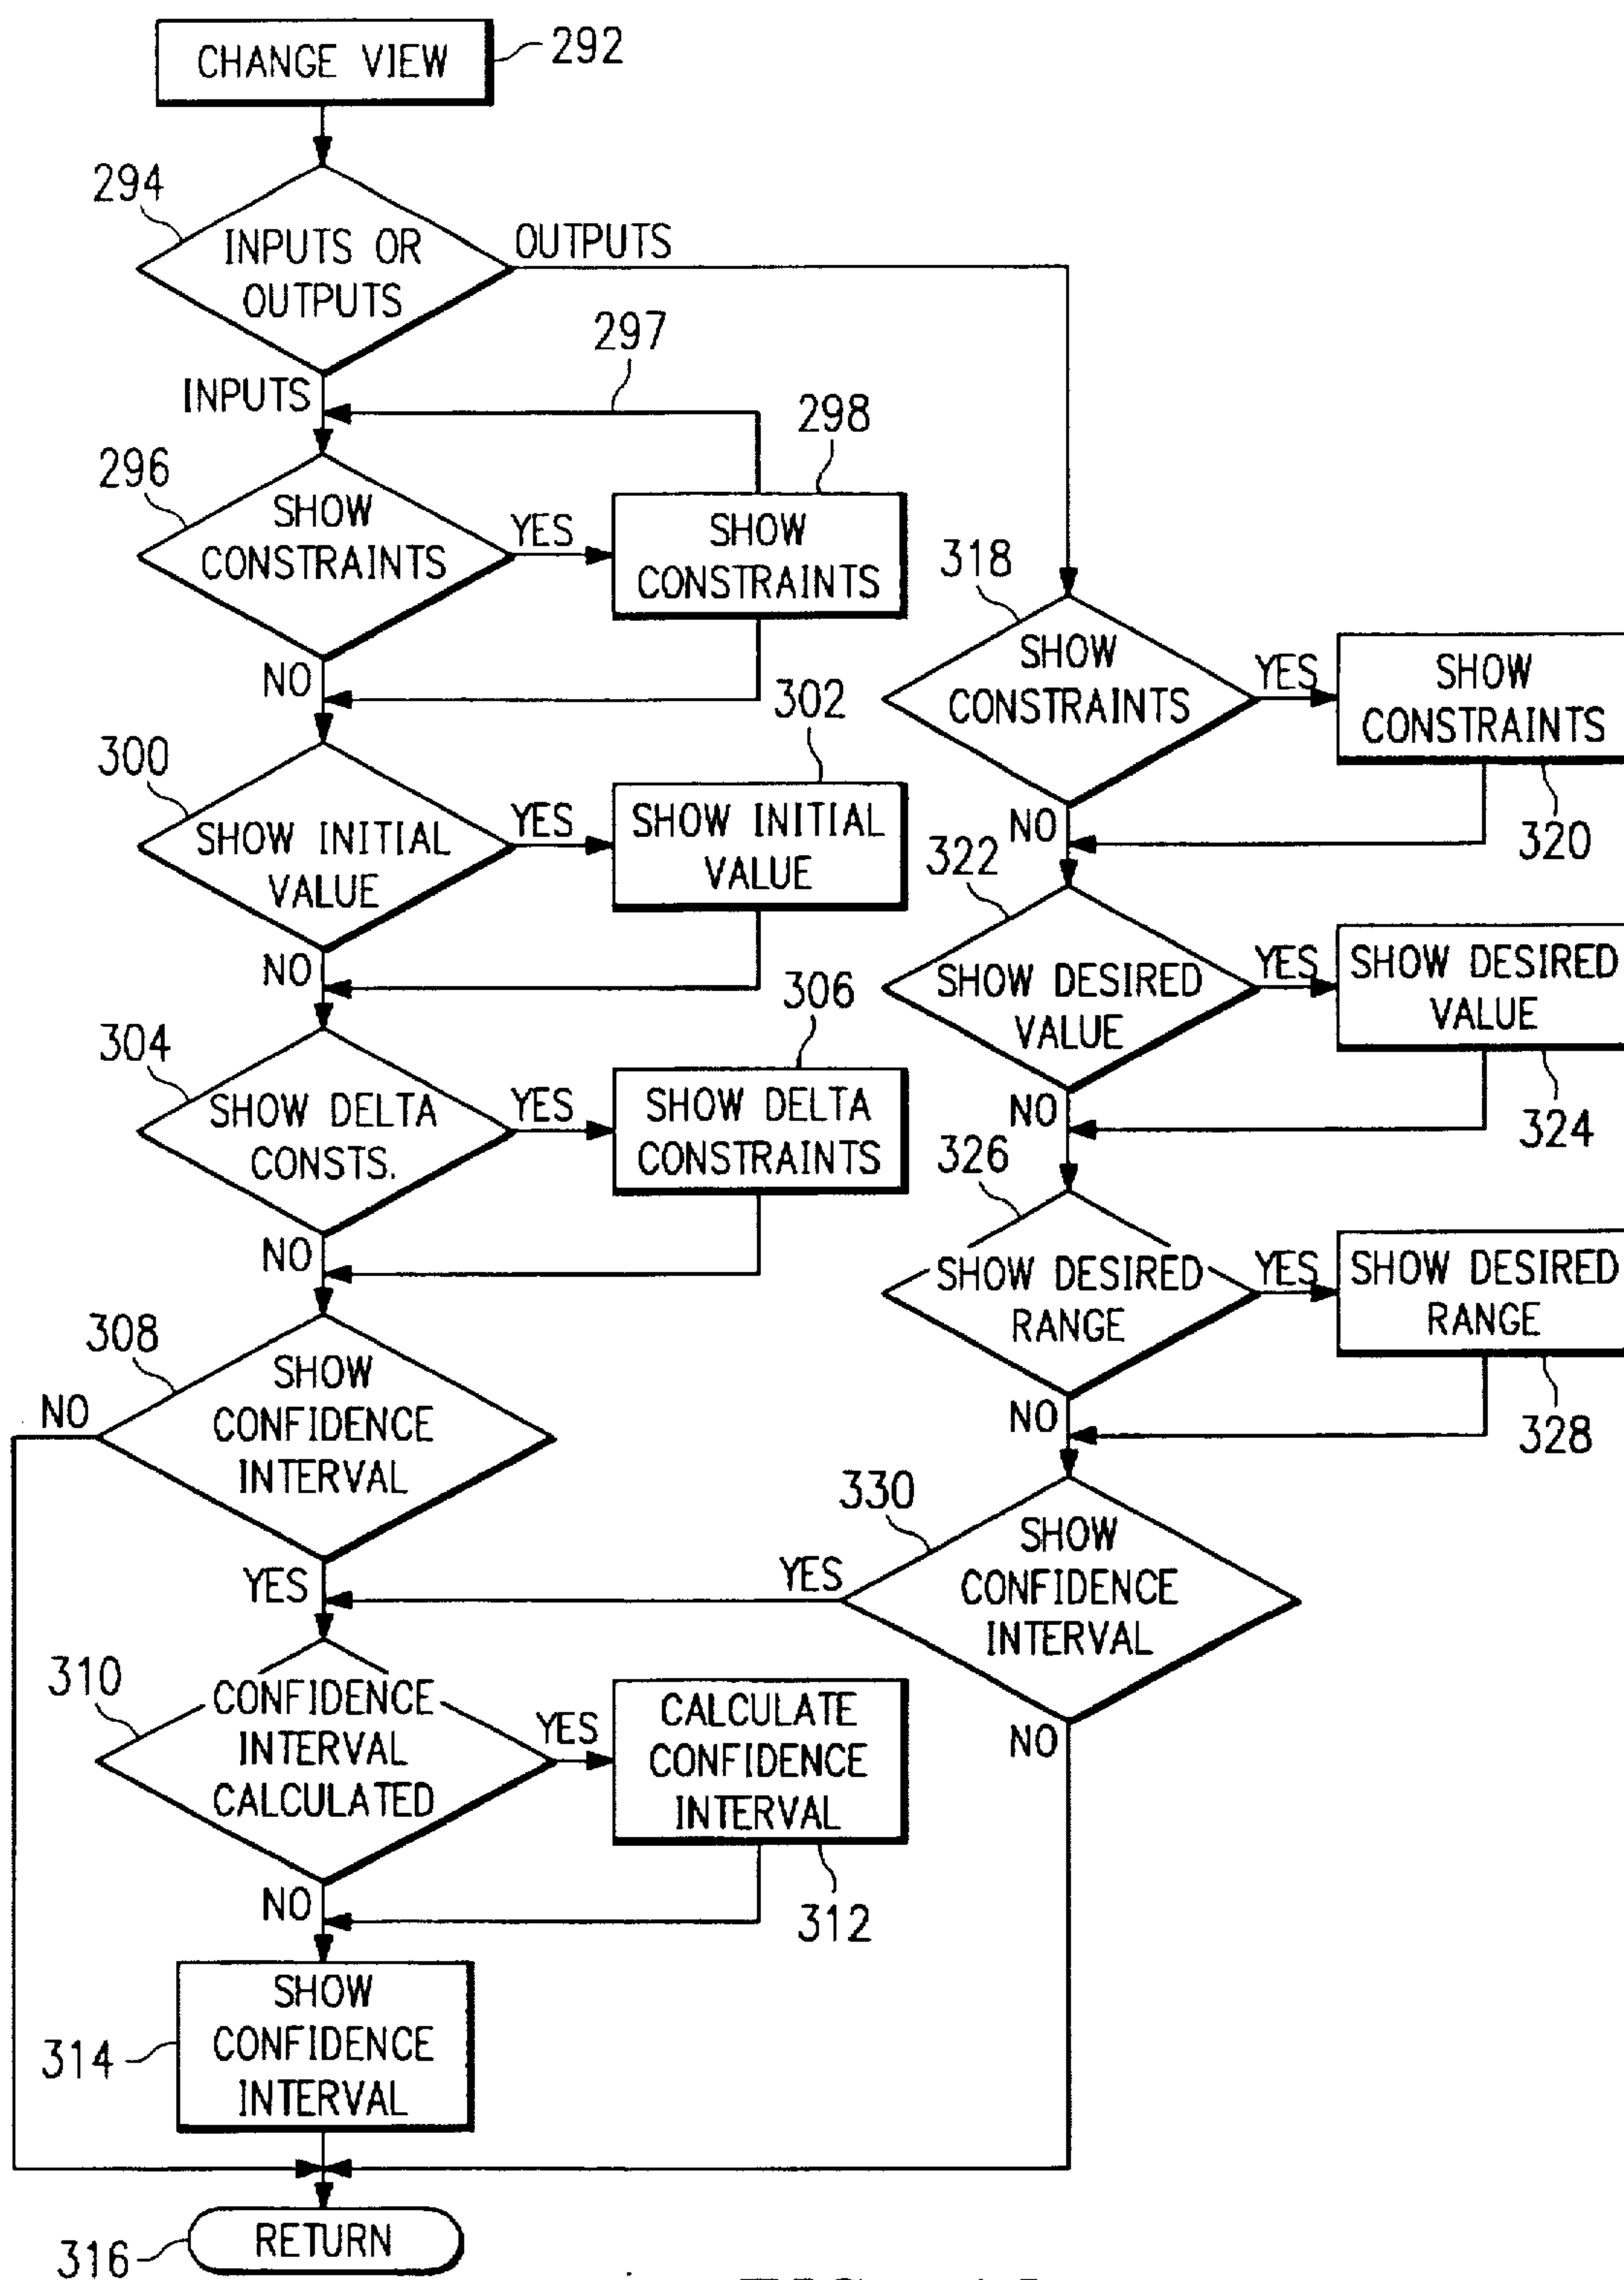 CHANGE VIEW
292
294
INPUTS OR
OUTPUTS
OUTPUTS
INPUTS
297
298
296
SHOW
CONSTRAINTS
YES
SHOW
CONSTRAINTS
NO
318
SHOW
CONSTRAINTS
YES
SHOW
CONSTRAINTS
320
NO
302
300
SHOW INITIAL
VALUE
YES
SHOW INITIAL
VALUE
NO
322
SHOW DESIRED
VALUE
YES
SHOW DESIRED
VALUE
324
NO
306
304
SHOW DELTA
CONSTS.
YES
SHOW DELTA
CONSTRAINTS
NO
326
SHOW DESIRED
RANGE
YES
SHOW DESIRED
RANGE
328
NO
308
SHOW
CONFIDENCE
INTERVAL
NO
YES
330
SHOW
CONFIDENCE
INTERVAL
YES
NO
310
CONFIDENCE
INTERVAL
CALCULATED
YES
CALCULATE
CONFIDENCE
INTERVAL
312
NO
314
SHOW
CONFIDENCE
INTERVAL
316
RETURN